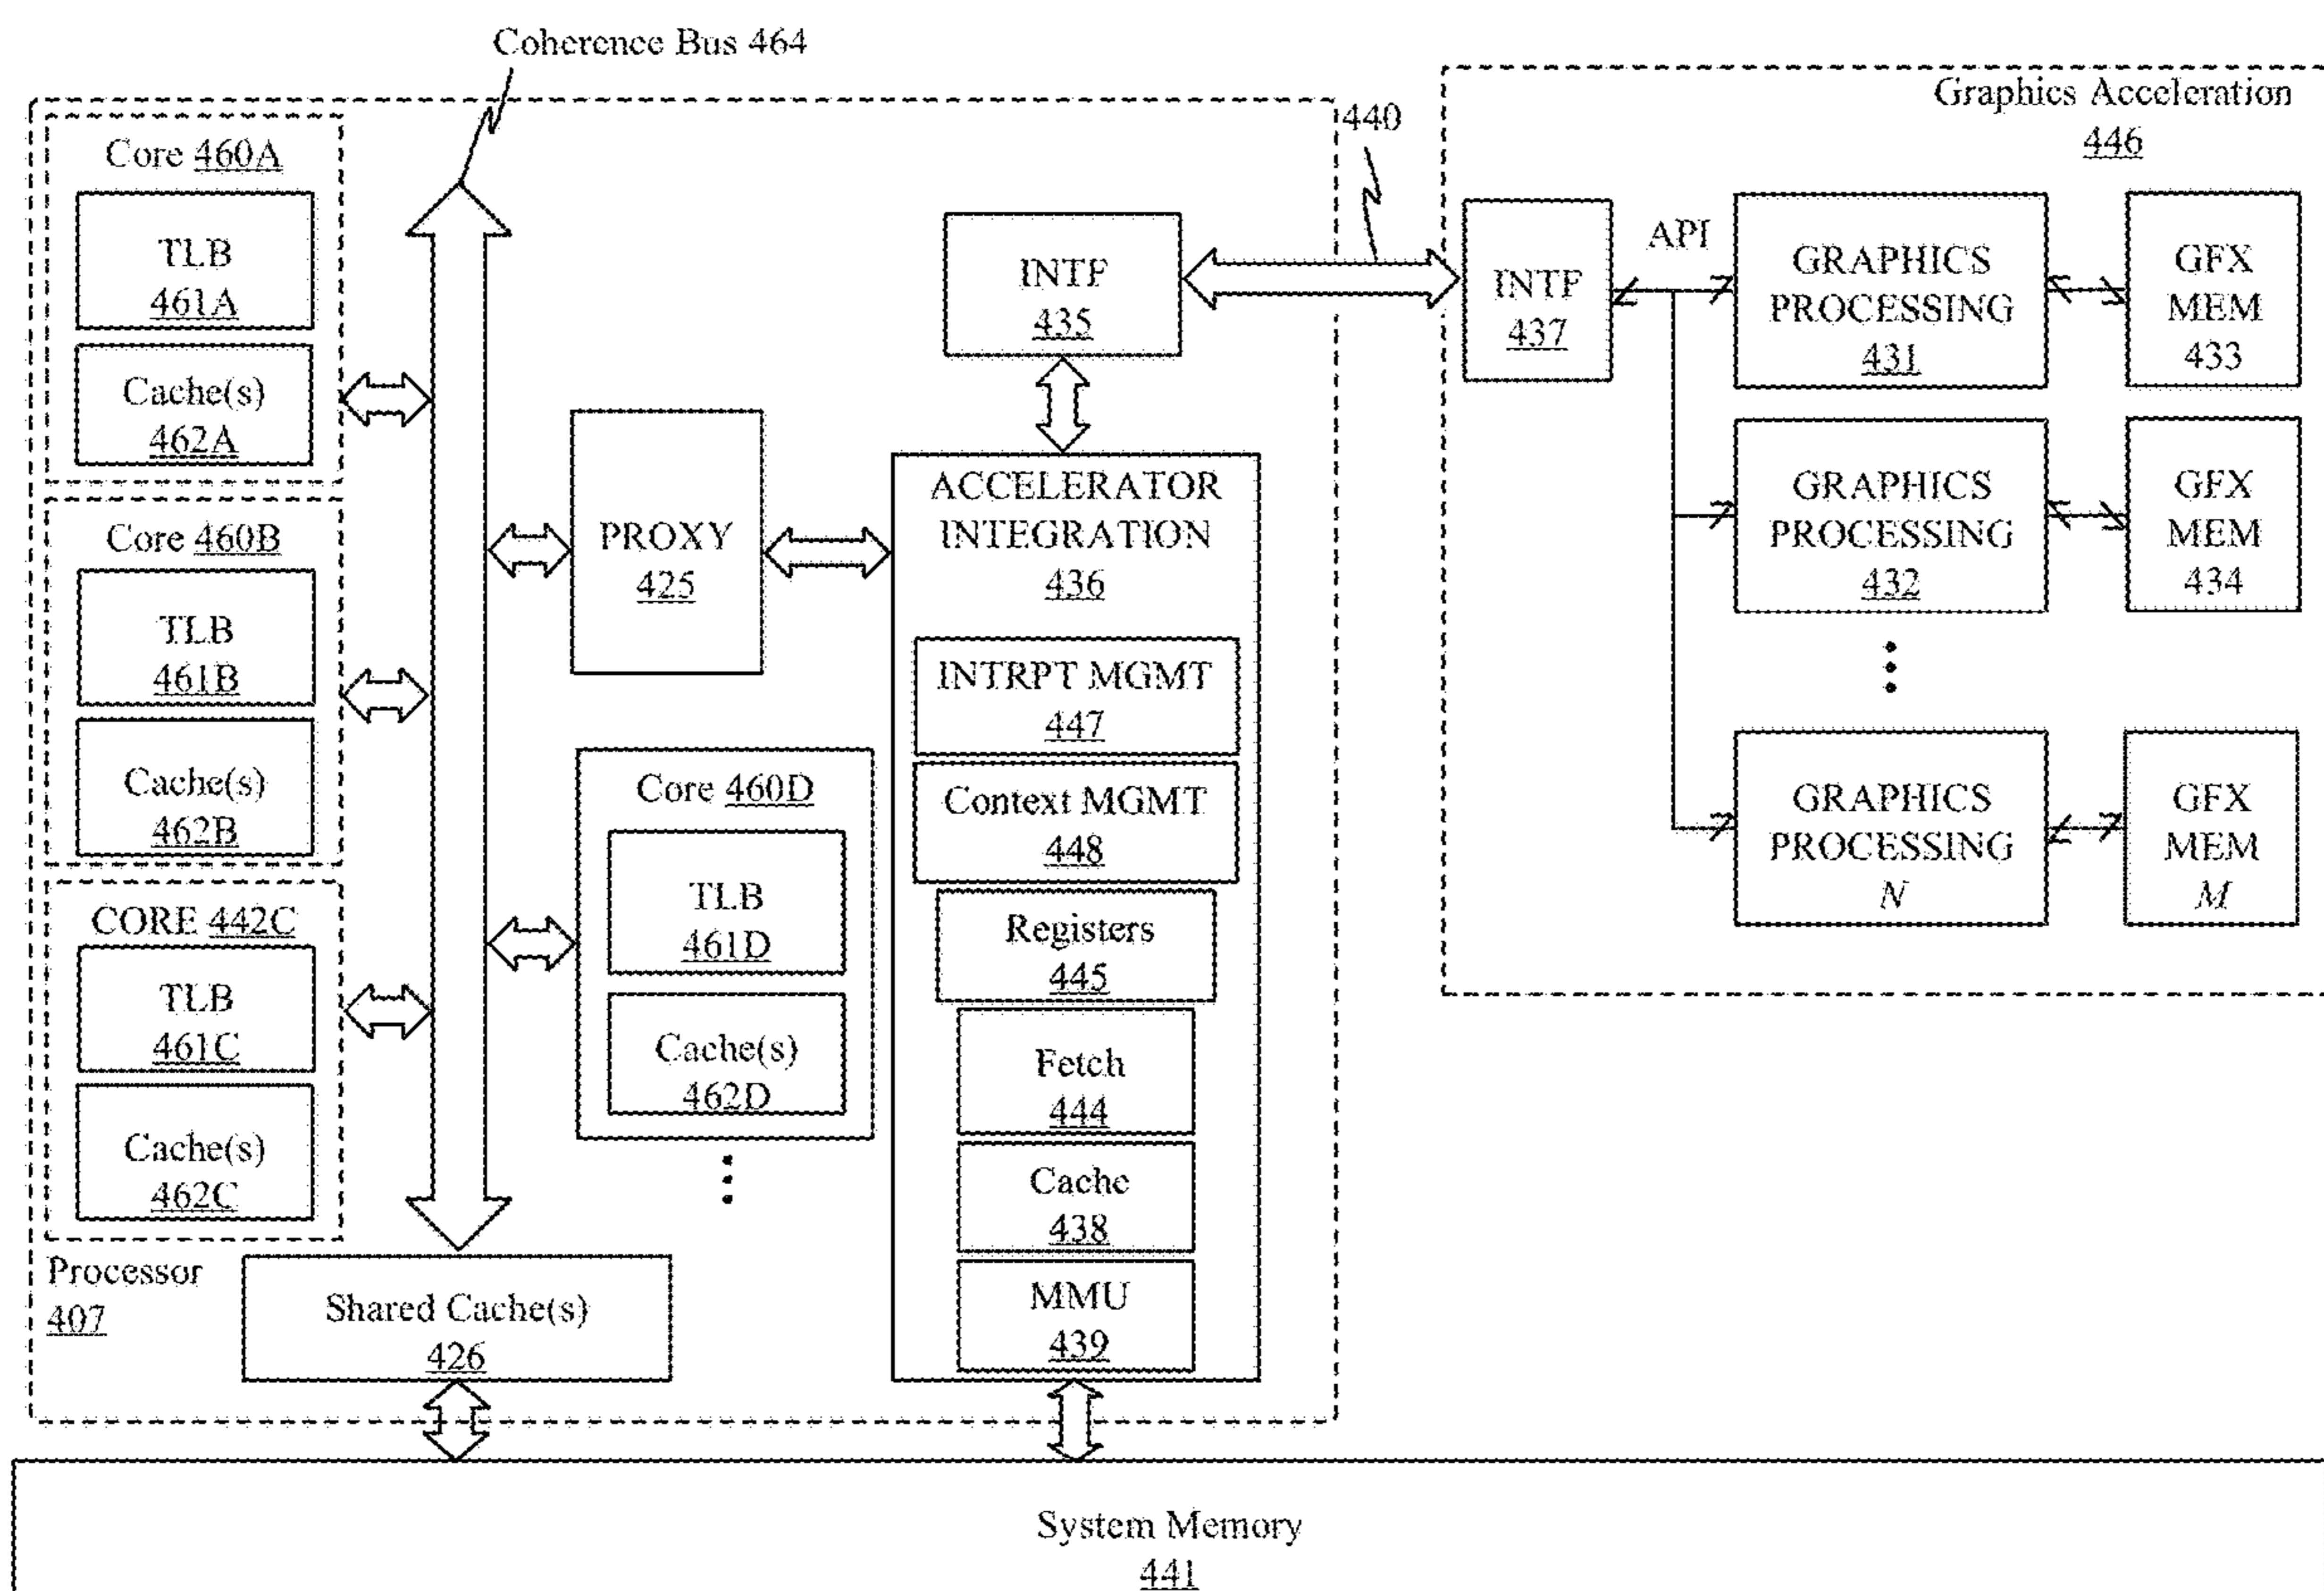 Coherence Bus 464
Processor
407
Core 460A
TLB
461A
Cache(s)
462A
Core 460B
TLB
461B
Cache(s)
462B
CORE 442C
TLB
461C
Cache(s)
462C
Shared Cache(s)
426
PROXY
425
Core 460D
TLB
461D
Cache(s)
462D
INTF
435
ACCELERATOR
INTEGRATION
436
INTRPT MGMT
447
Context MGMT
448
Registers
445
Fetch
444
Cache
438
MMU
439
440
Graphics Acceleration
446
INTF
437
API
GRAPHICS
PROCESSING
431
GFX
MEM
433
GRAPHICS
PROCESSING
432
GFX
MEM
434
GRAPHICS
PROCESSING
N
GFX
MEM
M
System Memory
441